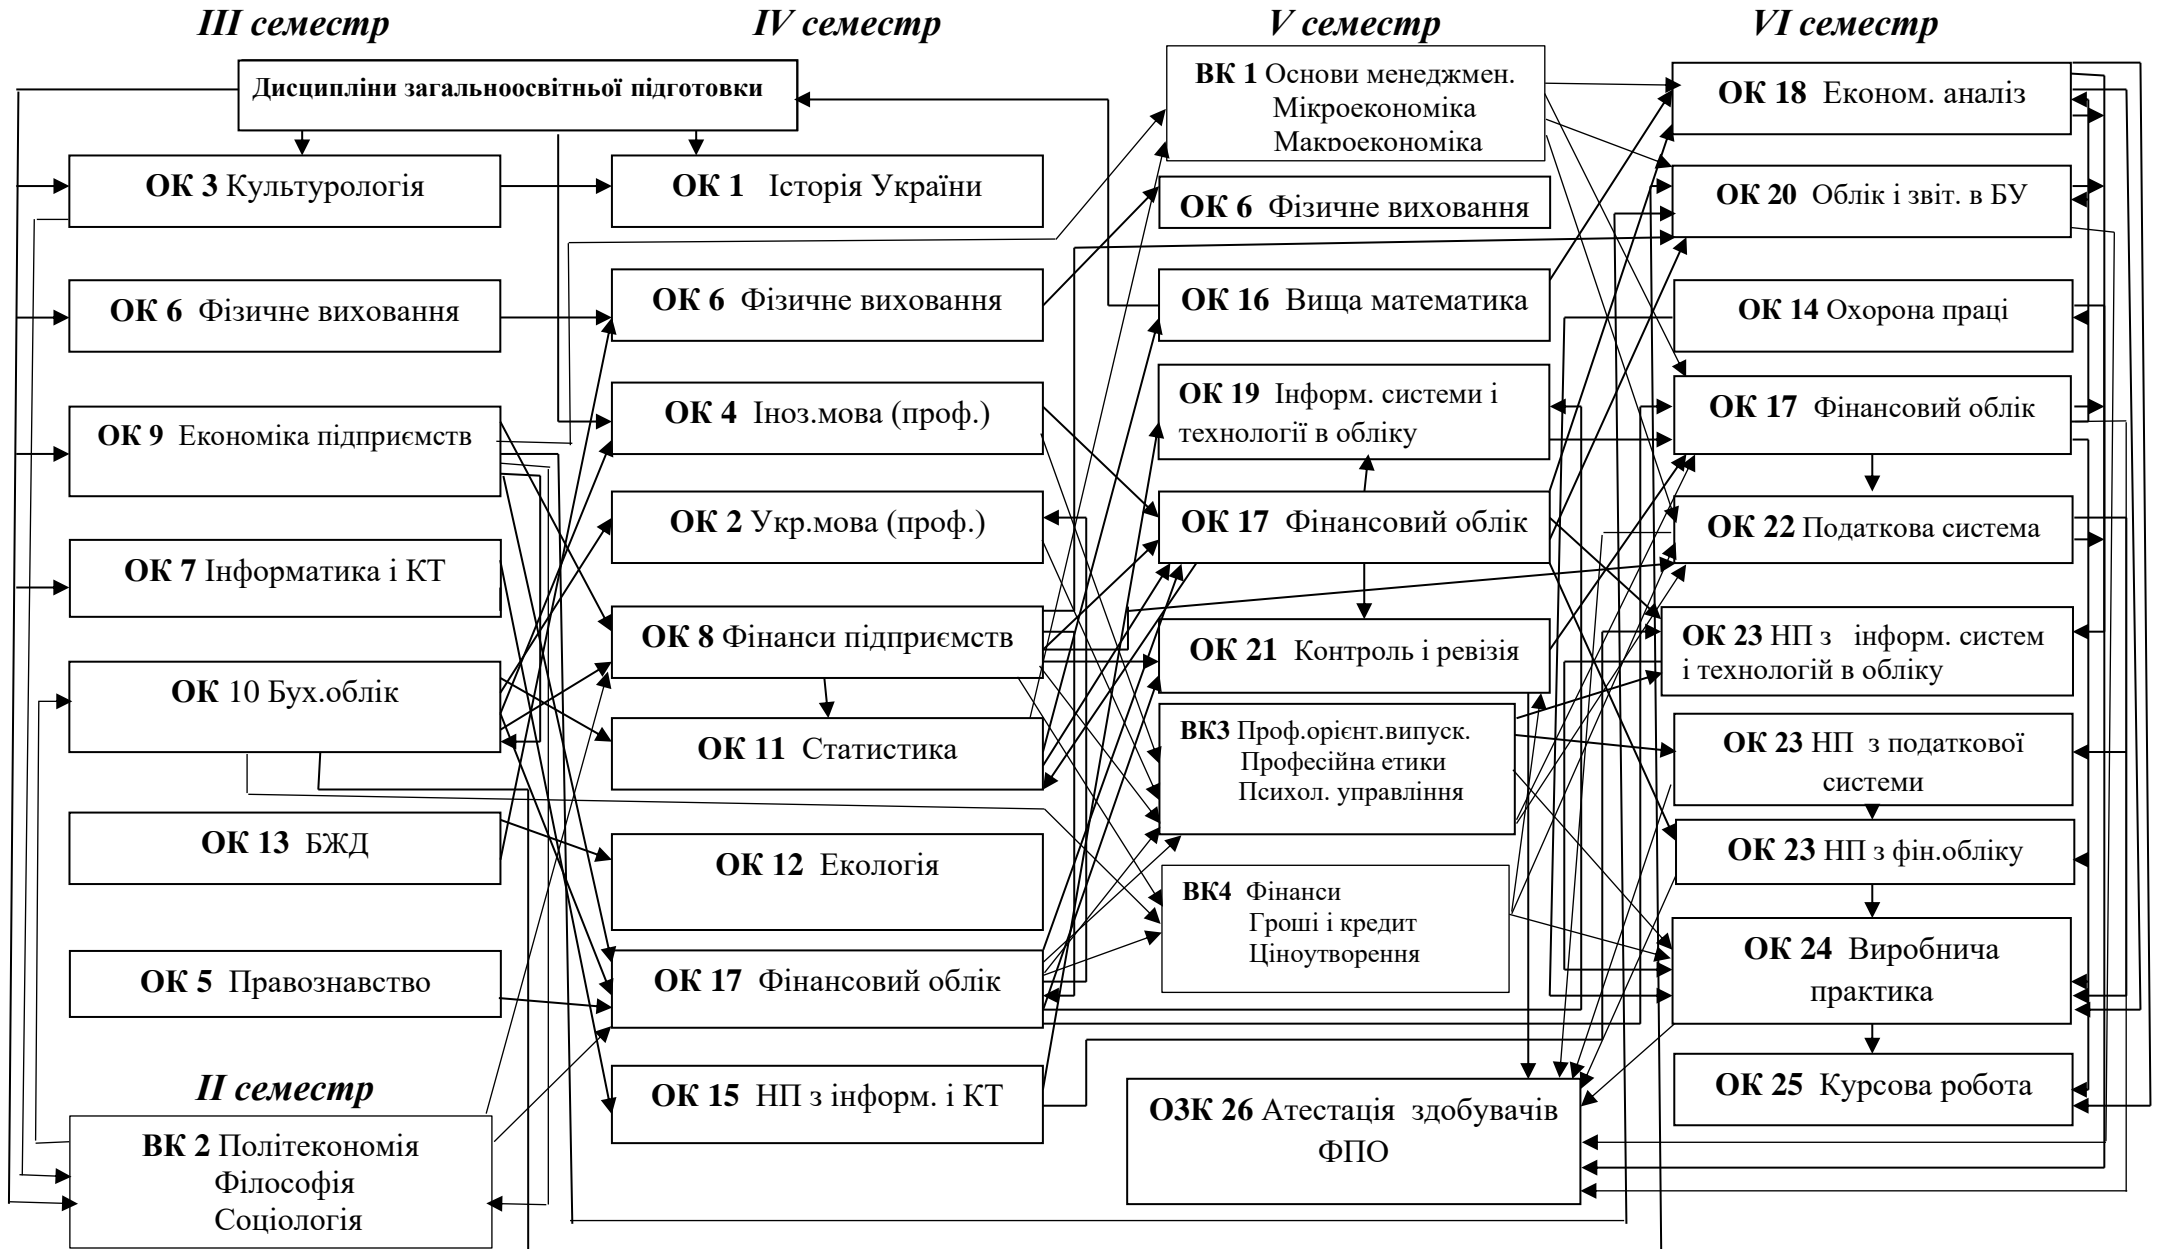 III семестр
Дисципліни загальноосвітньої підготовки
ОК 3 Культурологія
ОК 6 Фізичне виховання
ОК 9 Економіка підприємств
ОК 7 Інформатика і КТ
ОК 10 Бух.облік
ОК 13 БЖД
ОК 5 Правознавство
II семестр
ВК 2 Політекономія
Філософія
Соціологія
IV семестр
ОК 1 Історія України
ОК 6 Фізичне виховання
ОК 4 Іноз.мова (проф.)
ОК 2 Укр.мова (проф.)
ОК 8 Фінанси підприємств
ОК 11 Статистика
ОК 12 Екологія
ОК 17 Фінансовий облік
ОК 15 НП з інформ. і КТ
V семестр
ВК 1 Основи менеджмен.
Мікроекономіка
Макроекономіка
ОК 6 Фізичне виховання
ОК 16 Вища математика
ОК 19 Інформ. системи і
технології в обліку
ОК 17 Фінансовий облік
ОК 21 Контроль і ревізія
ВК3 Проф.орієнт.випуск.
Професійна етики
Психол. управління
ВК4 Фінанси
Гроші і кредит
Ціноутворення
ОЗК 26 Атестація здобувачів
ФПО
VI семестр
ОК 18 Економ. аналіз
ОК 20 Облік і звіт. в БУ
ОК 14 Охорона праці
ОК 17 Фінансовий облік
ОК 22 Податкова система
ОК 23 НП з інформ. систем
і технологій в обліку
ОК 23 НП з податкової
системи
ОК 23 НП з фін.обліку
ОК 24 Виробнича
практика
ОК 25 Курсова робота